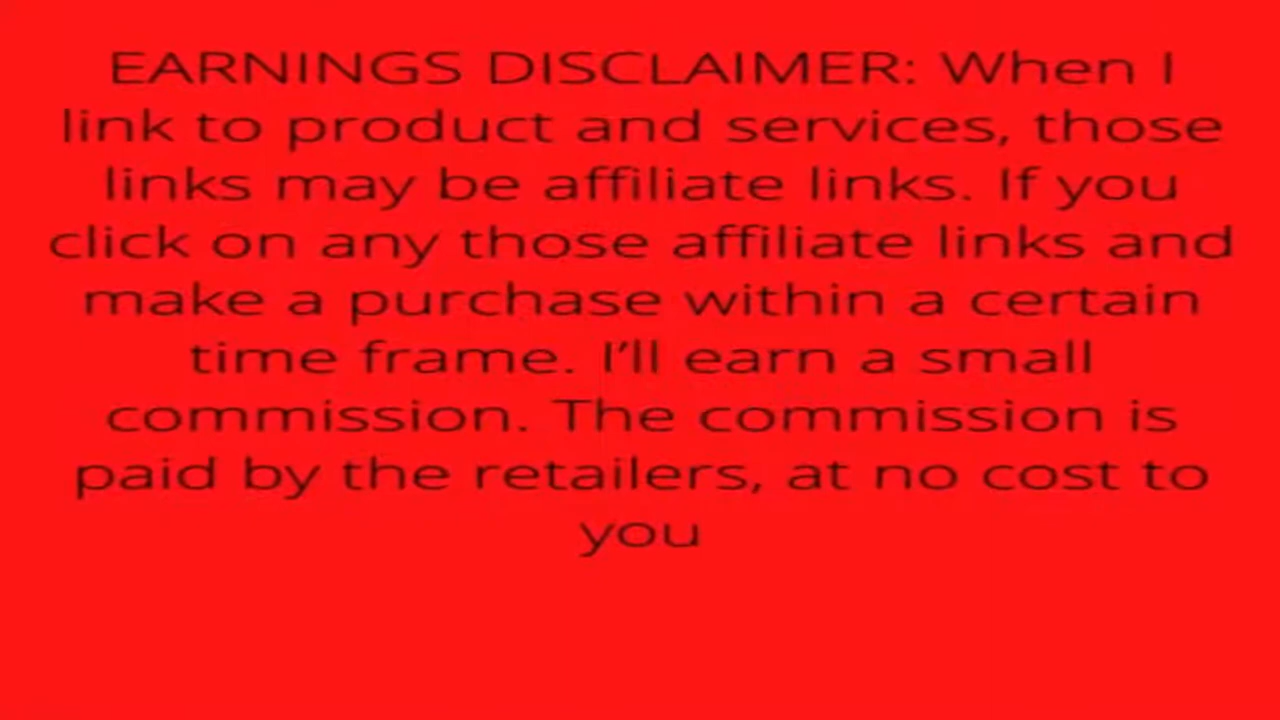 EARNINGS DISCLAIMER: When I
link to product and services, those
links may be affiliate links. If you
click on any those affiliate links and
make a purchase within a certain
time frame. I’ll earn a small
commission. The commission is
paid by the retailers, at no cost to
you